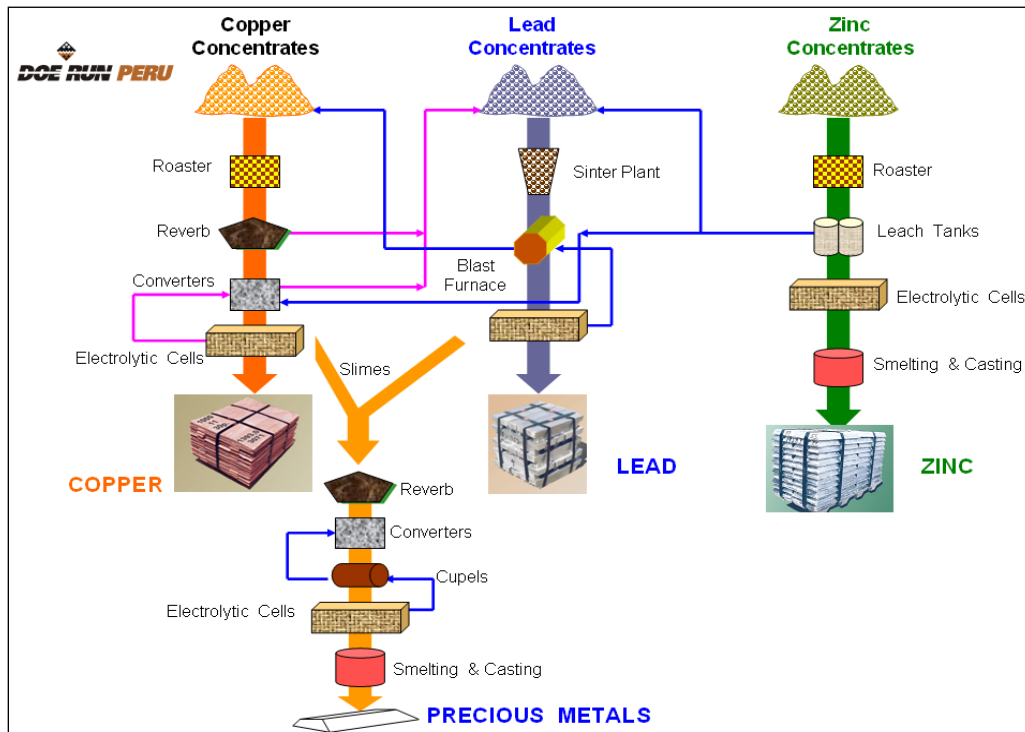 Copper
Concentrates
Lead
Concentrates
Zinc
Concentrates
DOE RUN PERU
Roaster
Sinter Plant
Roaster
Reverb
Leach Tanks
Converters
Blast
Furnace
Electrolytic Cells
Electrolytic Cells
Slimes
Smelting & Casting
COPPER
LEAD
ZINC
Reverb
Converters
Cupels
Electrolytic Cells
Smelting & Casting
PRECIOUS METALS